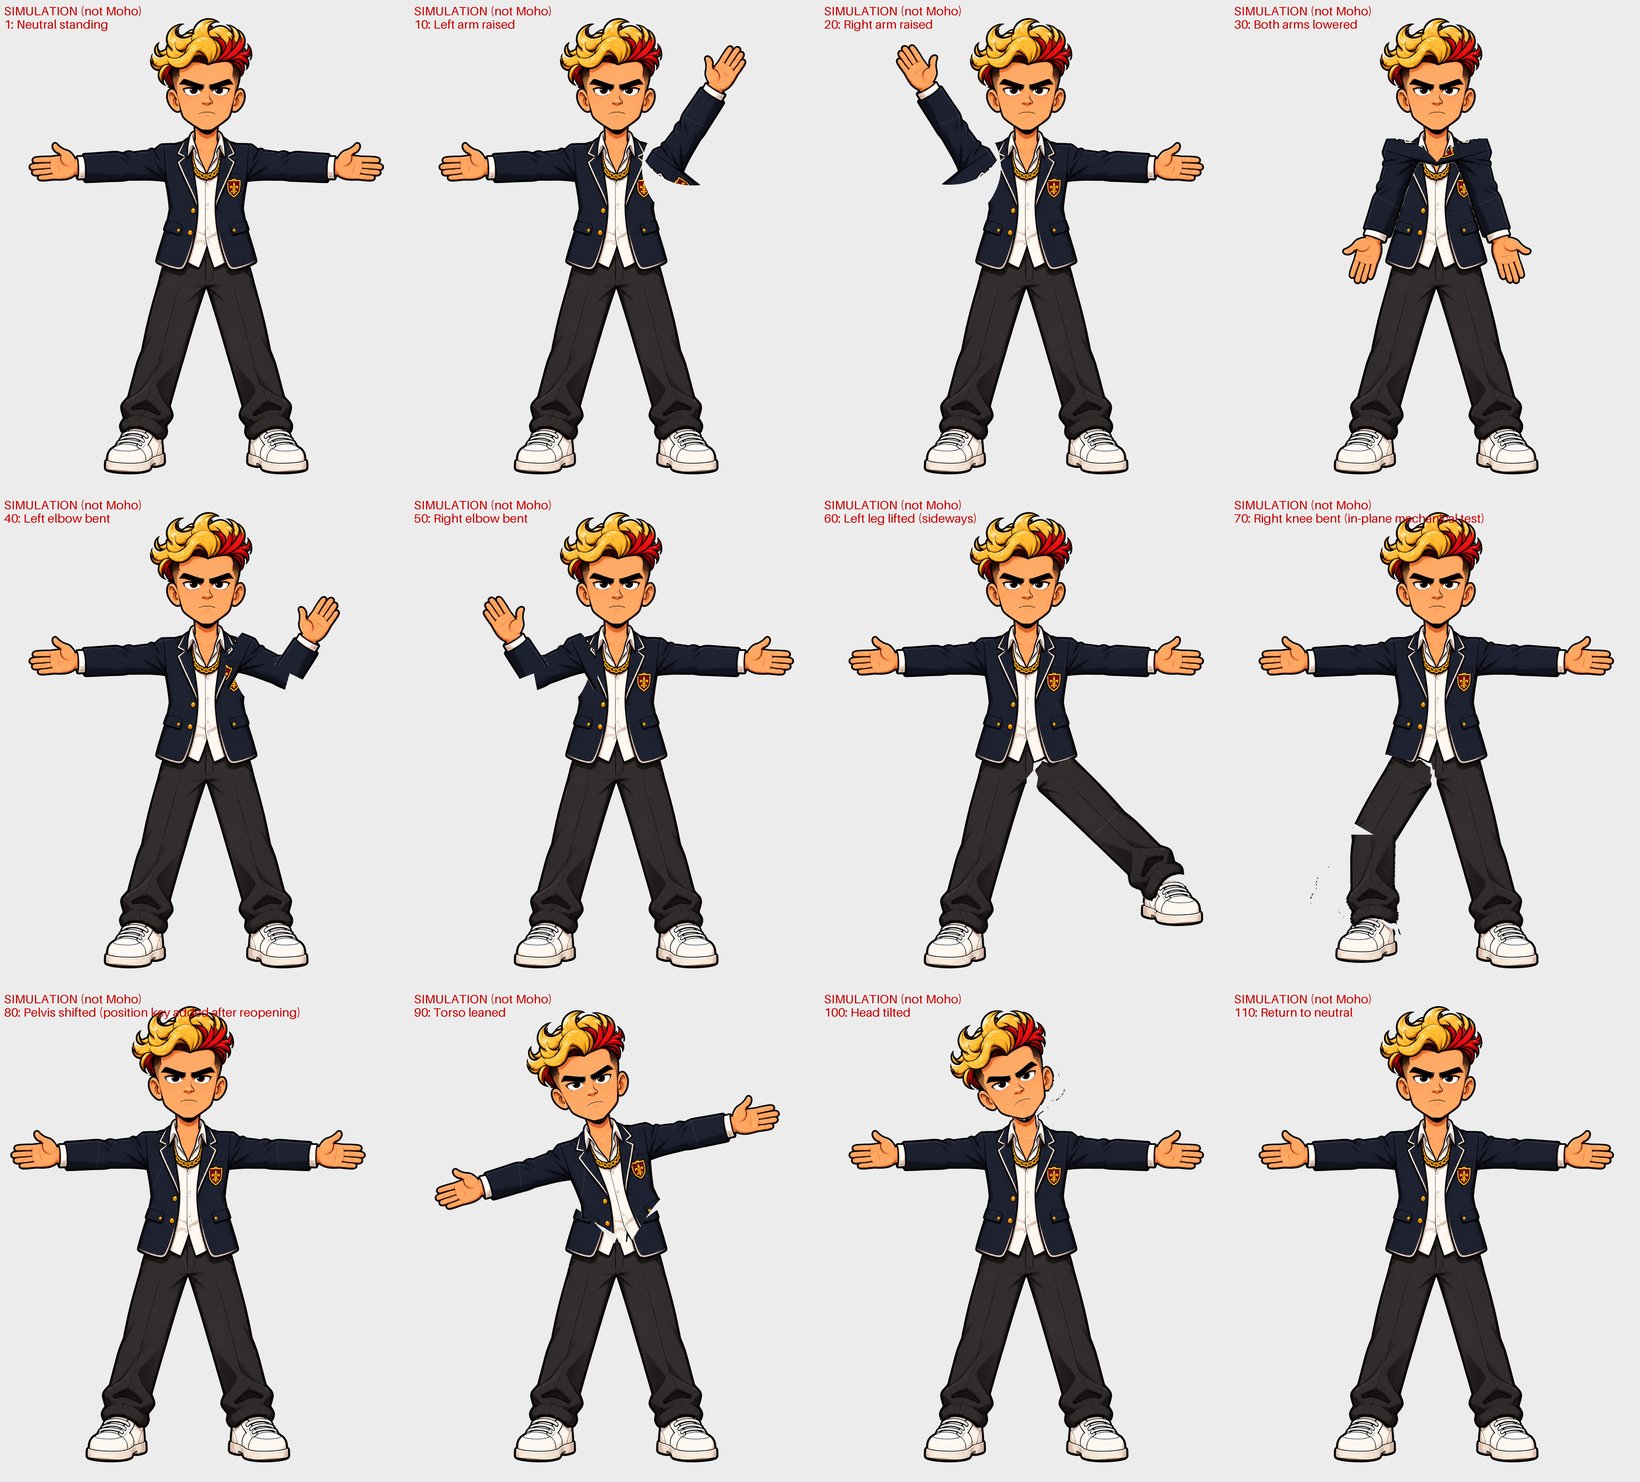 SIMULATION (not Moho)
1: Neutral standing
SIMULATION (not Moho)
10: Left arm raised
SIMULATION (not Moho)
20: Right arm raised
SIMULATION (not Moho)
30: Both arms lowered
SIMULATION (not Moho)
40: Left elbow bent
SIMULATION (not Moho)
50: Right elbow bent
SIMULATION (not Moho)
60: Left leg lifted (sideways)
SIMULATION (not Moho)
70: Right knee bent (in-plane mechanical test)
SIMULATION (not Moho)
80: Pelvis shifted (position key added after reopening)
SIMULATION (not Moho)
90: Torso leaned
SIMULATION (not Moho)
100: Head tilted
SIMULATION (not Moho)
110: Return to neutral